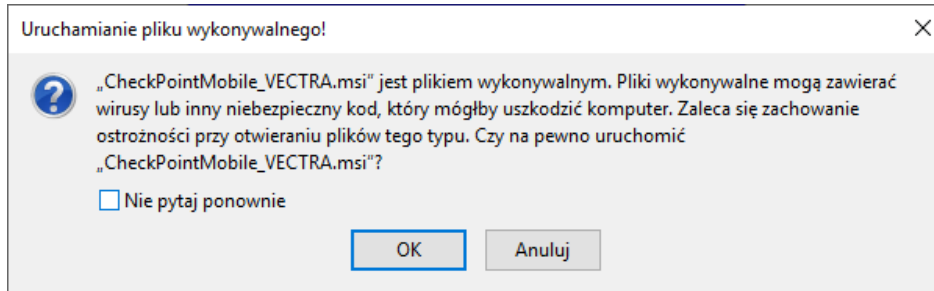 Uruchamianie pliku wykonywalnego!
„CheckPointMobile_VECTRA.msi” jest plikiem wykonywalnym. Pliki wykonywalne mogą zawierać
wirusy lub inny niebezpieczny kod, który mógłby uszkodzić komputer. Zaleca się zachowanie
ostrożności przy otwieraniu plików tego typu. Czy na pewno uruchomić
„CheckPointMobile_VECTRA.msi”?
Nie pytaj ponownie
OK
Anuluj